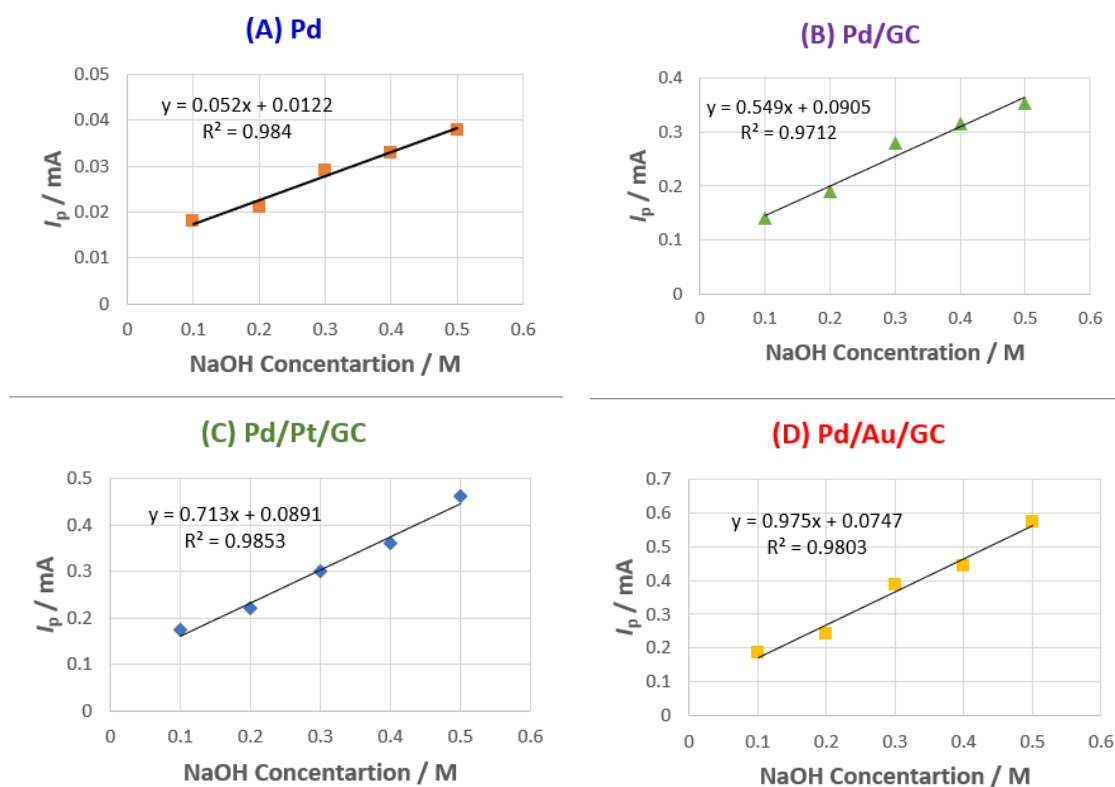 (A) Pd
0.05
0.04
0.03
0.02
0.01
0
y = 0.052x + 0.0122
R² = 0.984
Ip / mA
0
0.1
0.2
0.3
0.4
0.5
0.6
NaOH Concentartion / M
(B) Pd/GC
0.4
0.3
0.2
0.1
0
y = 0.549x + 0.0905
R² = 0.9712
Ip / mA
0
0.1
0.2
0.3
0.4
0.5
0.6
NaOH Concentration / M
(C) Pd/Pt/GC
0.5
0.4
0.3
0.2
0.1
0
y = 0.713x + 0.0891
R² = 0.9853
Ip / mA
0
0.1
0.2
0.3
0.4
0.5
0.6
NaOH Concentartion / M
(D) Pd/Au/GC
0.7
0.6
0.5
0.4
0.3
0.2
0.1
0
y = 0.975x + 0.0747
R² = 0.9803
Ip / mA
0
0.1
0.2
0.3
0.4
0.5
0.6
NaOH Concentartion / M